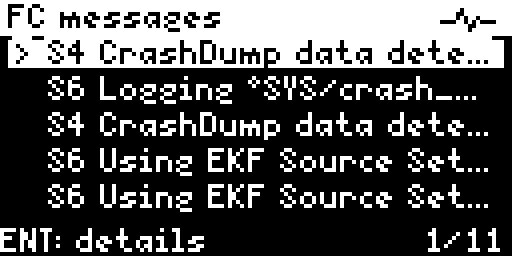 FC messages
> S4 CrashDump data dete...
S6 Logging °SYS/crash_...
S4 CrashDump data dete...
S6 Using EKF Source Set...
S6 Using EKF Source Set...
ENT: details 1/11